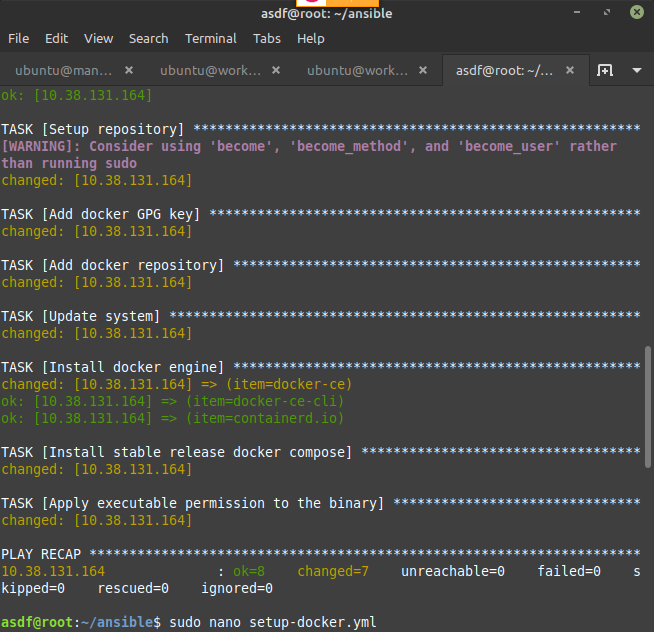 asdf@root: ~/ansible
File Edit View Search Terminal Tabs Help
ubuntu@man... × ubuntu@work... × ubuntu@work... × asdf@root: ~/... ×
ok: [10.38.131.164]
TASK [Setup repository] ********************************************************
[WARNING]: Consider using 'become', 'become_method', and 'become_user' rather
than running sudo
changed: [10.38.131.164]
TASK [Add docker GPG key] ******************************************************
changed: [10.38.131.164]
TASK [Add docker repository] ***************************************************
changed: [10.38.131.164]
TASK [Update system] ***********************************************************
changed: [10.38.131.164]
TASK [Install docker engine] ***************************************************
changed: [10.38.131.164] => (item=docker-ce)
ok: [10.38.131.164] => (item=docker-ce-cli)
ok: [10.38.131.164] => (item=containerd.io)
TASK [Install stable release docker compose] ***********************************
changed: [10.38.131.164]
TASK [Apply executable permission to the binary] *******************************
changed: [10.38.131.164]
PLAY RECAP *********************************************************************
10.38.131.164 : ok=8 changed=7 unreachable=0 failed=0 s
kipped=0 rescued=0 ignored=0
asdf@root:~/ansible$ sudo nano setup-docker.yml